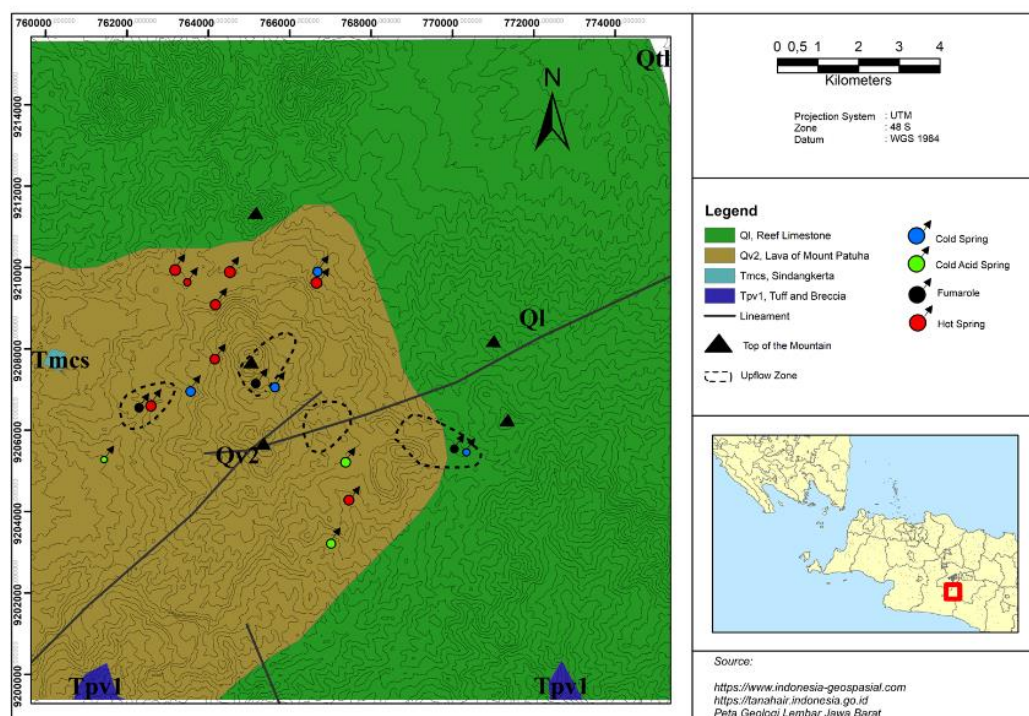 760000 762000 764000 766000 768000 770000 772000 774000
9214000
9212000
9210000
9208000
9206000
9204000
9202000
9200000
Qtl
N
Ql
Tmcs
Qv2
Tpv1
Tpv1
0 0,5 1 2 3 4
Kilometers
Projection System : UTM
Zone : 48 S
Datum : WGS 1984
Legend
Ql, Reef Limestone
Qv2, Lava of Mount Patuha
Tmcs, Sindangkerta
Tpv1, Tuff and Breccia
Lineament
Top of the Mountain
Upflow Zone
Cold Spring
Cold Acid Spring
Fumarole
Hot Spring
Source:
https://www.indonesia-geospasial.com
https://tanahair.indonesia.go.id
Peta Geologi Lembar Jawa Barat